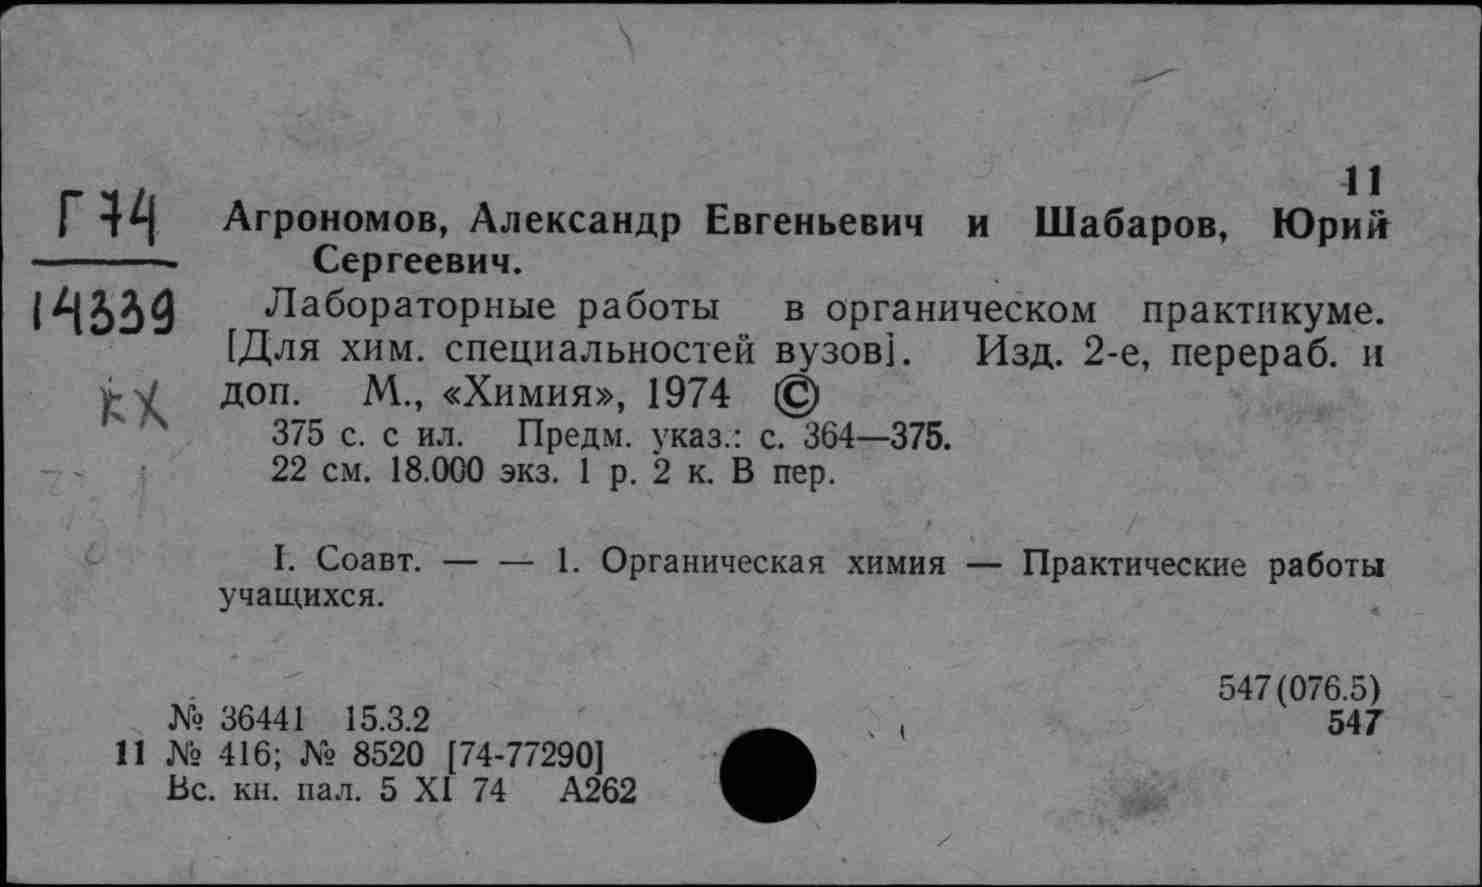 11
Г 74
14339
Агрономов, Александр Евгеньевич и Шабаров, Юрий
Сергеевич.
Лабораторные работы в органическом практикуме.
[Для хим. специальностей вузов]. Изд. 2-е, перераб. и
доп. М., «Химия», 1974 ©
375 с. с ил. Предм. указ.: с. 364—375.
22 см. 18.000 экз. 1 р. 2 к. В пер.
I. Соавт. — — 1. Органическая химия — Практические работы
учащихся.
547(076.5)
547
№ 36441 15.3.2
11 № 416; № 8520 [74-77290]
Вс. кн. пал. 5 XI 74 А262